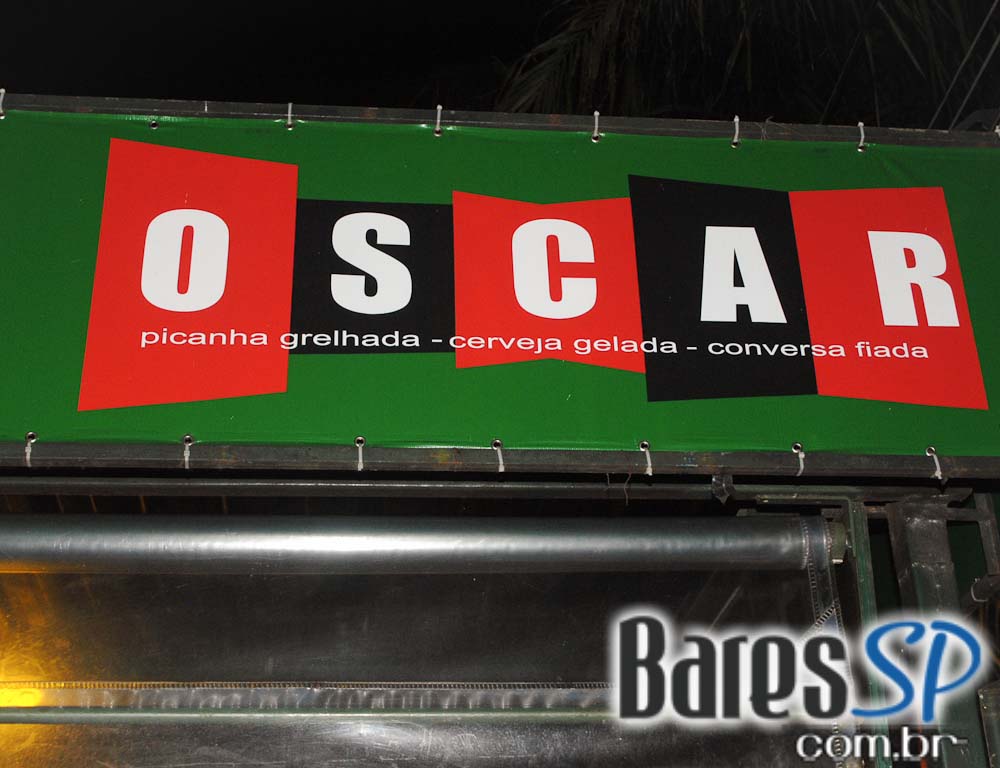 OSCAR
picanha grelhada - cerveja gelada - conversa fiada
BaresSP
com.br